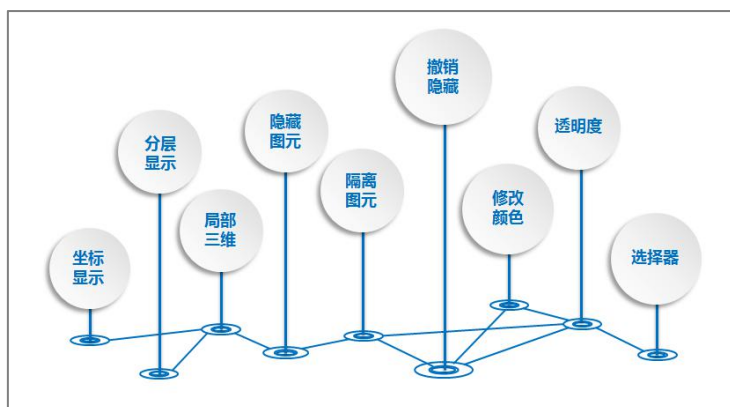 坐标
显示
分层
显示
局部
三维
隐藏
图元
隔离
图元
撤销
隐藏
修改
颜色
透明度
选择器